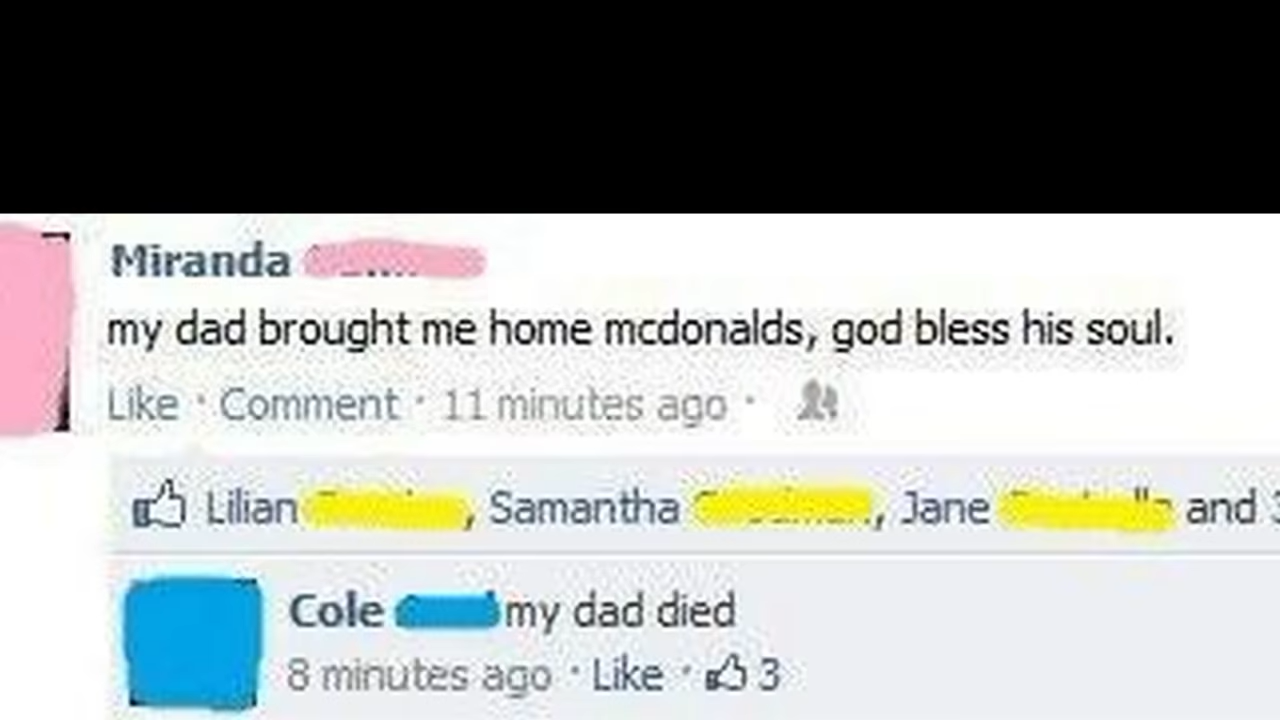 Miranda
my dad brought me home mcdonalds, god bless his soul.
Like · Comment · 11 minutes ago ·
Lilian , Samantha , Jane and
Cole my dad died
8 minutes ago · Like · 3